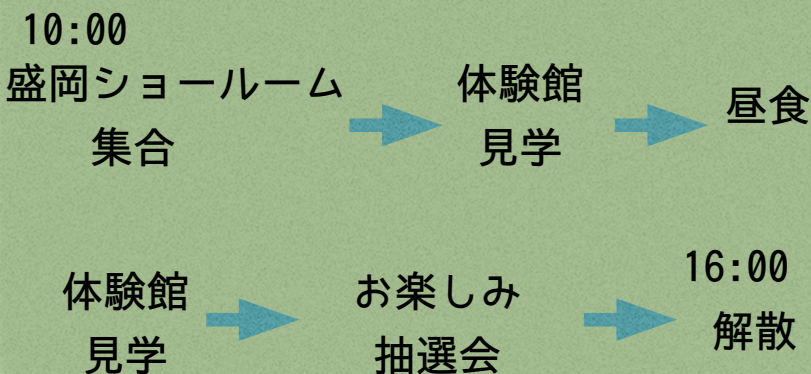 10:00
盛岡ショールーム
集合
体験館
見学
昼食
体験館
見学
お楽しみ
抽選会
16:00
解散